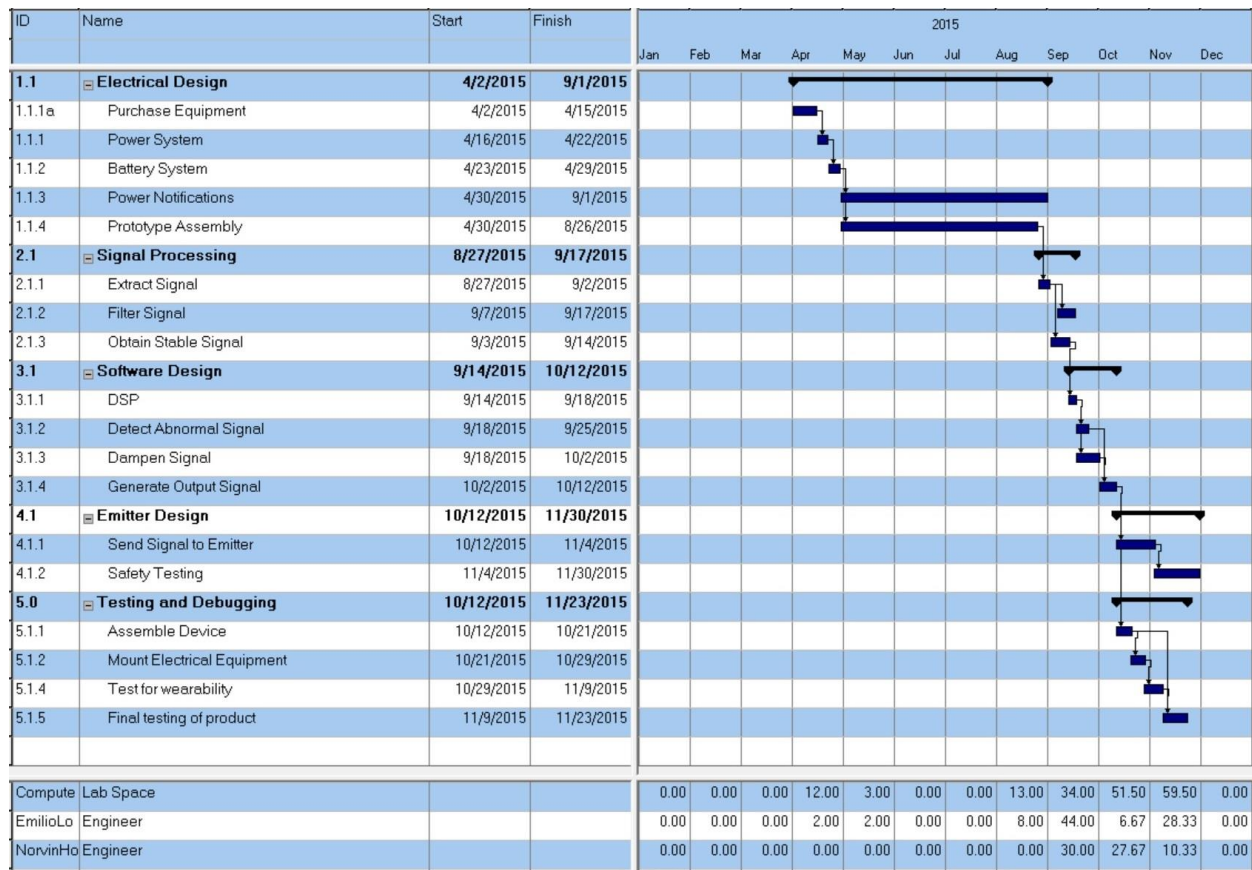 ID Name Start Finish 2015
Jan Feb Mar Apr May Jun Jul Aug Sep Oct Nov Dec
1.1 Electrical Design 4/2/2015 9/1/2015
1.1.1a Purchase Equipment 4/2/2015 4/15/2015
1.1.1 Power System 4/16/2015 4/22/2015
1.1.2 Battery System 4/23/2015 4/29/2015
1.1.3 Power Notifications 4/30/2015 9/1/2015
1.1.4 Prototype Assembly 4/30/2015 8/26/2015
2.1 Signal Processing 8/27/2015 9/17/2015
2.1.1 Extract Signal 8/27/2015 9/2/2015
2.1.2 Filter Signal 9/7/2015 9/17/2015
2.1.3 Obtain Stable Signal 9/3/2015 9/14/2015
3.1 Software Design 9/14/2015 10/12/2015
3.1.1 DSP 9/14/2015 9/18/2015
3.1.2 Detect Abnormal Signal 9/18/2015 9/25/2015
3.1.3 Dampen Signal 9/18/2015 10/2/2015
3.1.4 Generate Output Signal 10/2/2015 10/12/2015
4.1 Emitter Design 10/12/2015 11/30/2015
4.1.1 Send Signal to Emitter 10/12/2015 11/4/2015
4.1.2 Safety Testing 11/4/2015 11/30/2015
5.0 Testing and Debugging 10/12/2015 11/23/2015
5.1.1 Assemble Device 10/12/2015 10/21/2015
5.1.2 Mount Electrical Equipment 10/21/2015 10/29/2015
5.1.4 Test for wearability 10/29/2015 11/9/2015
5.1.5 Final testing of product 11/9/2015 11/23/2015
Compute Lab Space 0.00 0.00 0.00 12.00 3.00 0.00 0.00 13.00 34.00 51.50 59.50 0.00
EmilioLo Engineer 0.00 0.00 0.00 2.00 2.00 0.00 0.00 8.00 44.00 6.67 28.33 0.00
NorvinHo Engineer 0.00 0.00 0.00 0.00 0.00 0.00 0.00 0.00 30.00 27.67 10.33 0.00